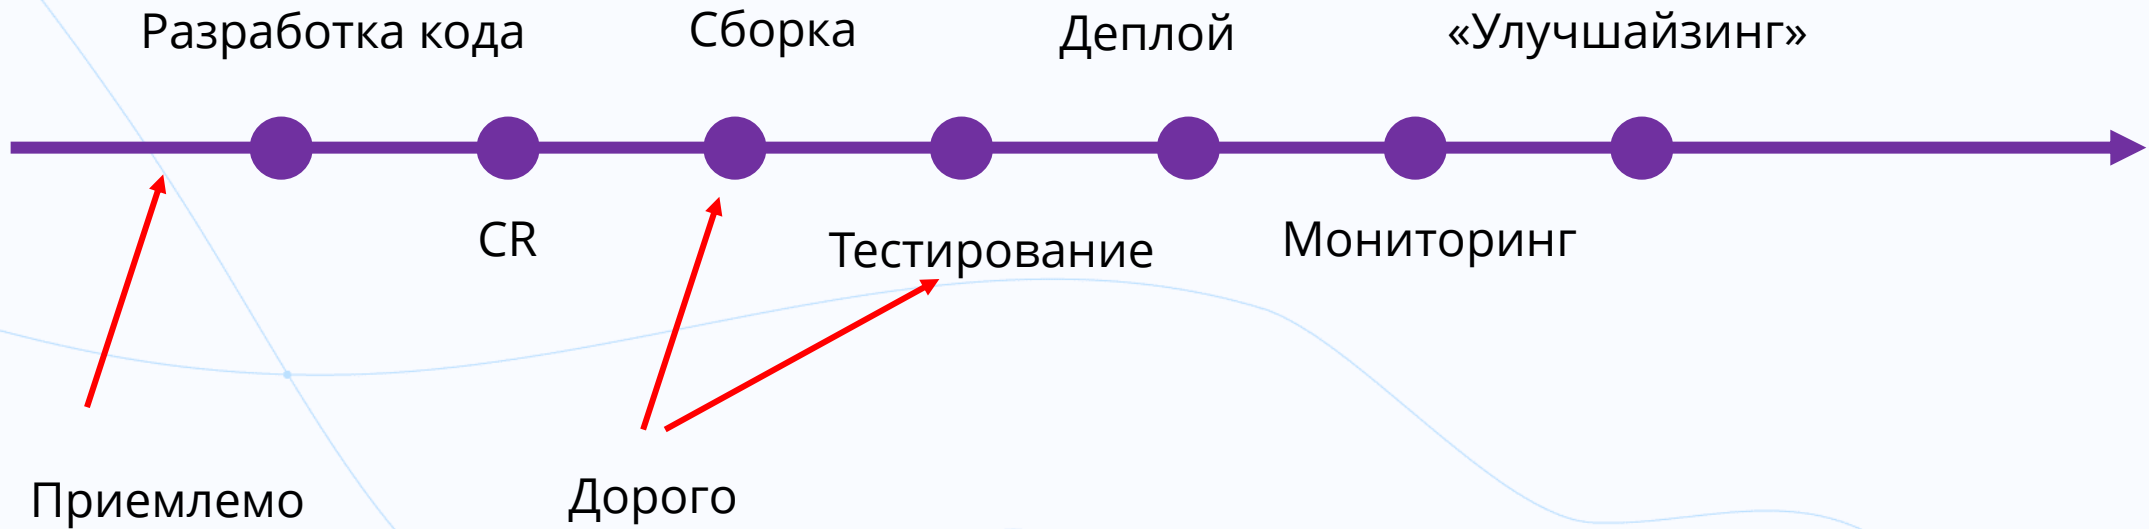 Разработка кода
Сборка
Деплой
«Улучшайзинг»
CR
Тестирование
Мониторинг
Приемлемо
Дорого